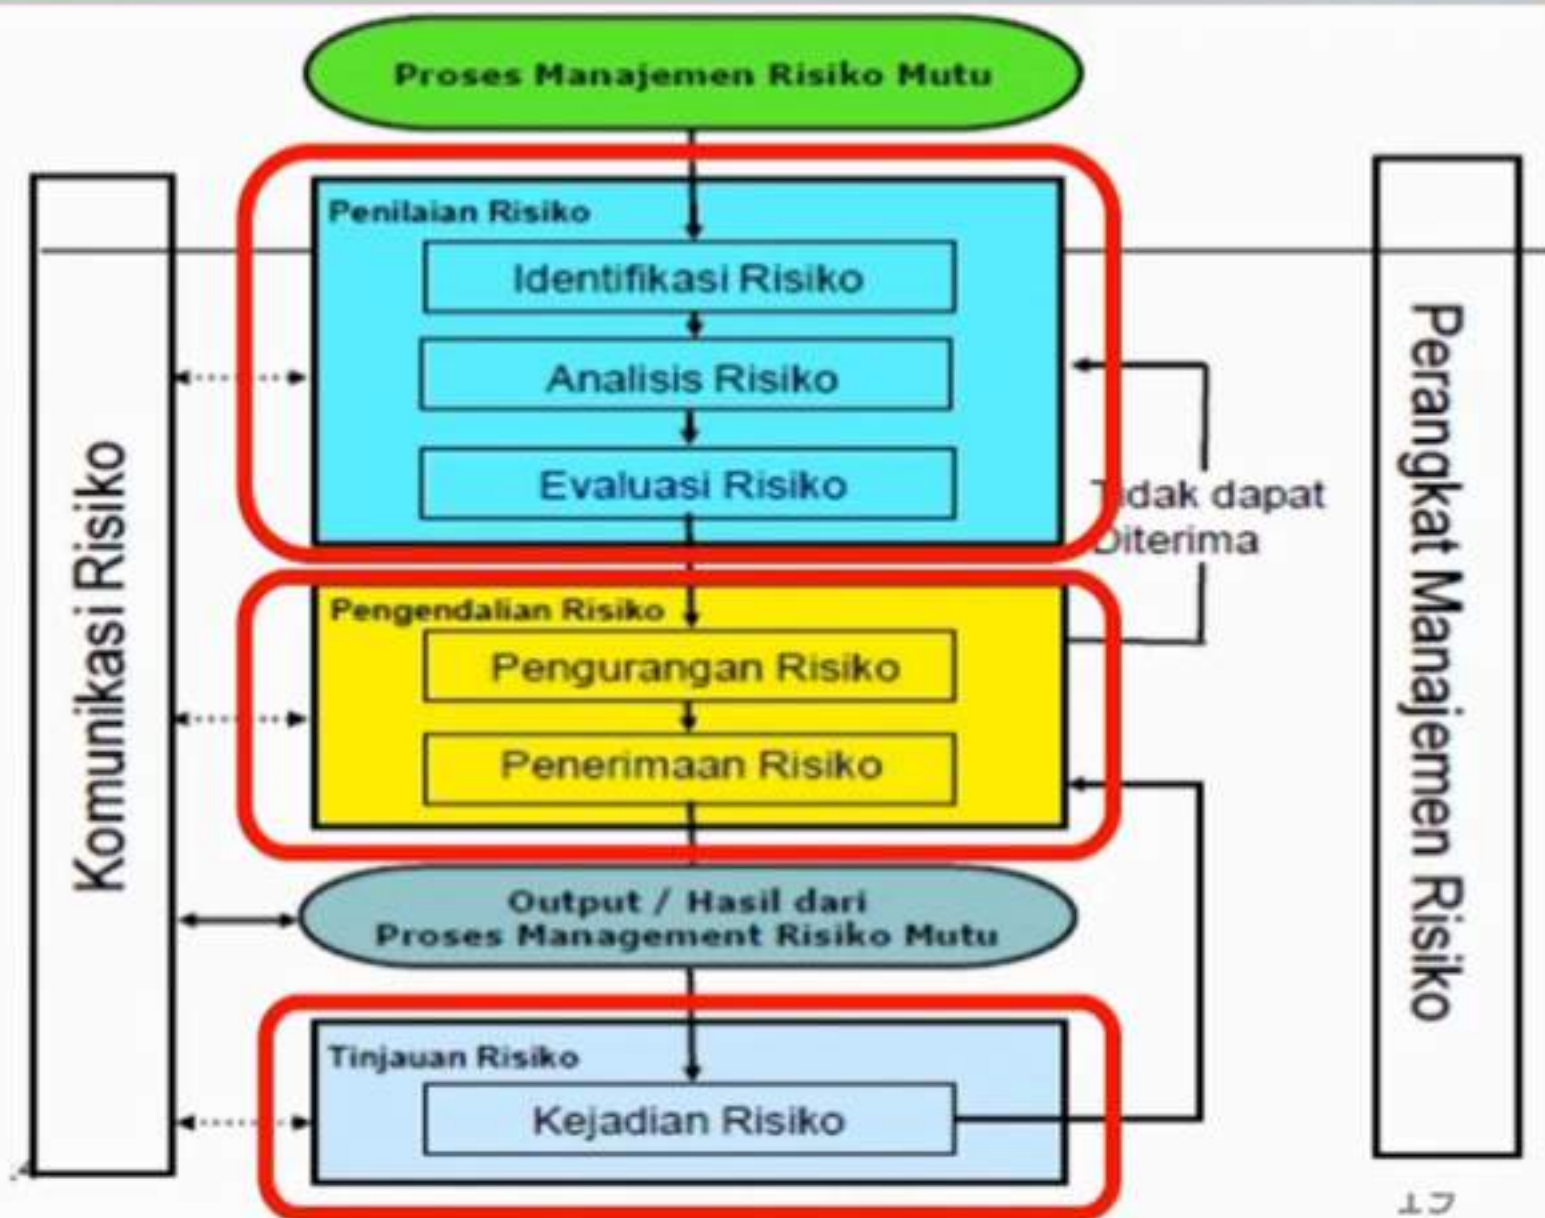 Proses Manajemen Risiko Mutu
Penilaian Risiko
Identifikasi Risiko
Analisis Risiko
Evaluasi Risiko
Tidak dapat
Diterima
Pengendalian Risiko
Pengurangan Risiko
Penerimaan Risiko
Output / Hasil dari
Proses Management Risiko Mutu
Tinjauan Risiko
Kejadian Risiko
Komunikasi Risiko
Perangkat Manajemen Risiko